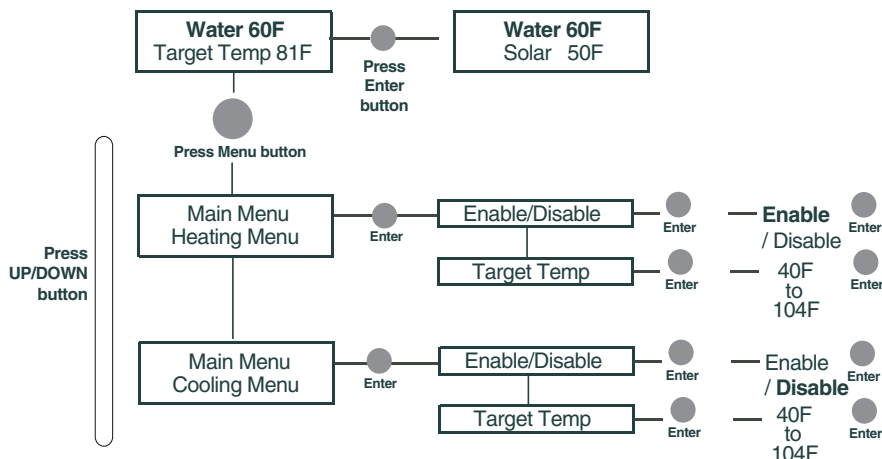 Water 60F
Target Temp 81F
Press
Enter
button
Water 60F
Solar 50F
Press Menu button
Press
UP/DOWN
button
Main Menu
Heating Menu
Enter
Enable/Disable
Enter
Enable
/ Disable
Enter
Target Temp
Enter
40F
to
104F
Enter
Main Menu
Cooling Menu
Enter
Enable/Disable
Enter
Enable
/ Disable
Enter
Target Temp
Enter
40F
to
104F
Enter